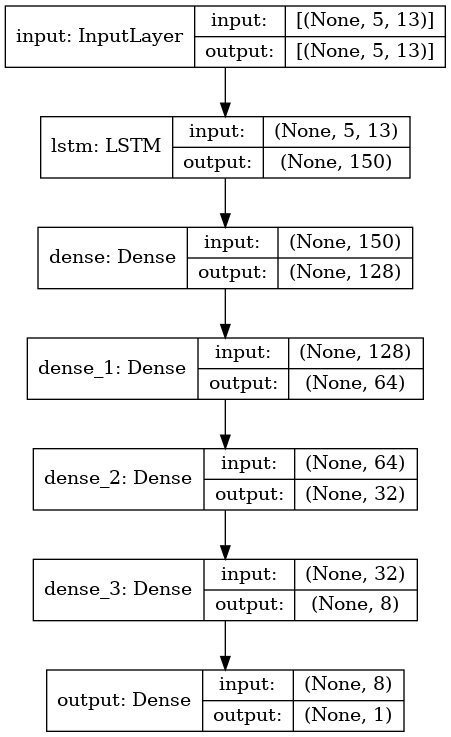 input: InputLayer
input: [(None, 5, 13)]
output: [(None, 5, 13)]
lstm: LSTM
input: (None, 5, 13)
output: (None, 150)
dense: Dense
input: (None, 150)
output: (None, 128)
dense_1: Dense
input: (None, 128)
output: (None, 64)
dense_2: Dense
input: (None, 64)
output: (None, 32)
dense_3: Dense
input: (None, 32)
output: (None, 8)
output: Dense
input: (None, 8)
output: (None, 1)